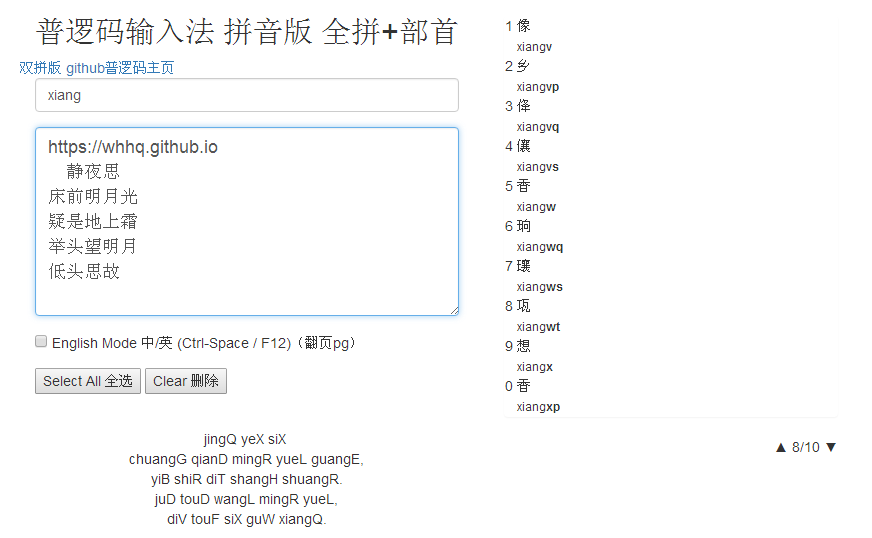 普逻码输入法 拼音版 全拼+部首
双拼版 github普逻码主页
xiang
https://whhq.github.io
静夜思
床前明月光
疑是地上霜
举头望明月
低头思故
English Mode 中/英 (Ctrl-Space / F12)（翻页pg）
Select All 全选 Clear 删除
jingQ yeX siX
chuangG qianD mingR yueL guangE,
yiB shiR diT shangH shuangR.
juD touD wangL mingR yueL,
diV touF siX guW xiangQ.
1 像
xiangv
2 乡
xiangvp
3 佭
xiangvq
4 儴
xiangvs
5 香
xiangw
6 珦
xiangwq
7 瓖
xiangws
8 瓨
xiangwt
9 想
xiangx
0 香
xiangxp
▲ 8/10 ▼